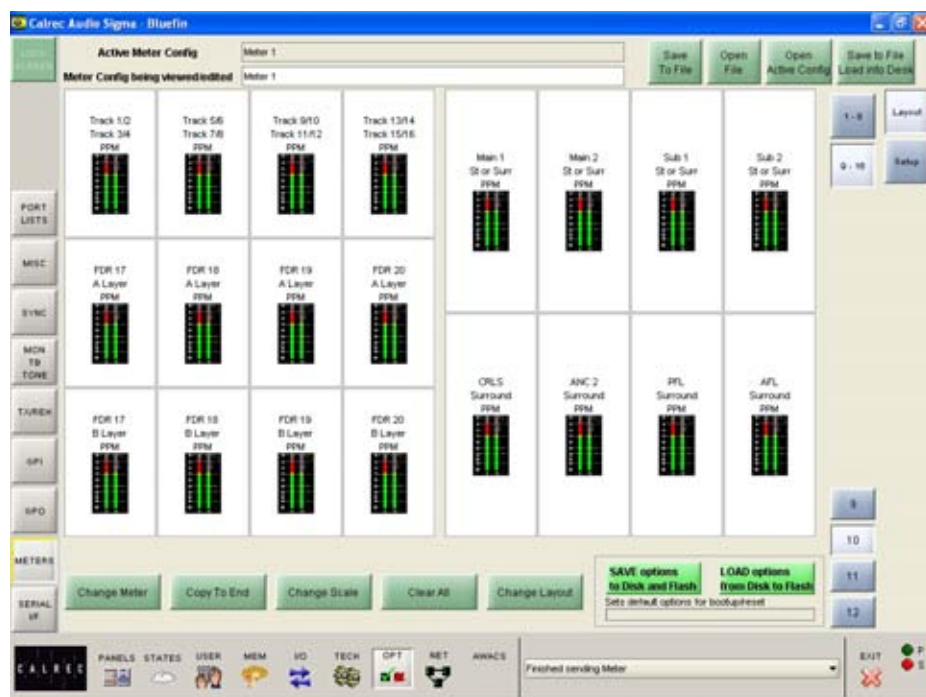 Calrec Audio Sigma - Bluefin
Active Meter Config
Meter 1
Meter Config being viewed/edited
Meter 1
Save
To File
Open
File
Open
Active Config
Save to File
Load into Desk
Track 1/2
Track 3/4
PPM
Track 5/6
Track 7/8
PPM
Track 9/10
Track 11/12
PPM
Track 13/14
Track 15/16
PPM
Main 1
St or Surr
PPM
Main 2
St or Surr
PPM
Sub 1
St or Surr
PPM
Sub 2
St or Surr
PPM
1 - 8
Layout
9 - 16
Setup
PORT
LISTS
MISC
SYNC
MON
TB
TONE
GPI
GPO
METERS
SERIAL
I/F
FDR 17
A Layer
PPM
FDR 18
A Layer
PPM
FDR 19
A Layer
PPM
FDR 20
A Layer
PPM
FDR 17
B Layer
PPM
FDR 18
B Layer
PPM
FDR 19
B Layer
PPM
FDR 20
B Layer
PPM
CRLS
Surround
PPM
ANC 2
Surround
PPM
PFL
Surround
PPM
AFL
Surround
PPM
9
10
11
12
Change Meter
Copy To End
Change Scale
Clear All
Change Layout
SAVE options
to Disk and Flash
LOAD options
from Disk to Flash
Sets default options for bootup/reset
CALREC
PANELS
STATES
USER
MEM
I/O
TECH
OPT
NET
AWACS
Finished sending Meter
EXIT
P
S